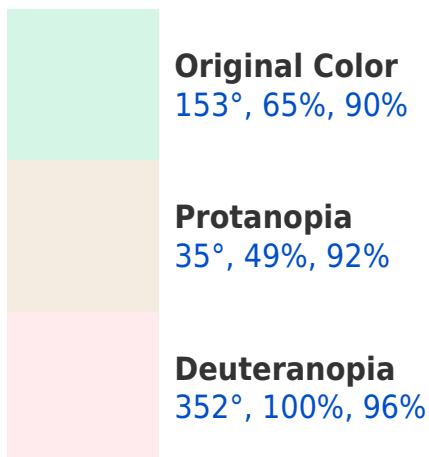 Original Color
153°, 65%, 90%
Protanopia
35°, 49%, 92%
Deuteranopia
352°, 100%, 96%